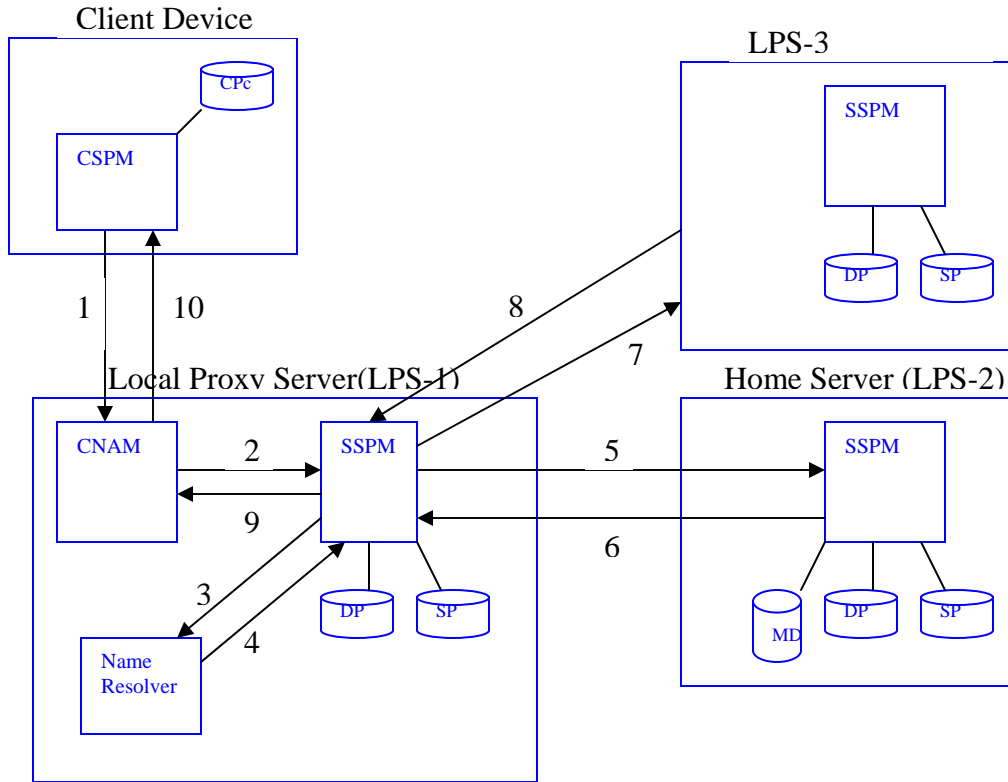 Client Device
CPc
CSPM
LPS-3
SSPM
DP
SP
1
10
8
7
Local Proxy Server(LPS-1)
Home Server (LPS-2)
CNAM
2
SSPM
5
SSPM
9
6
3
4
DP
SP
MD
DP
SP
Name
Resolver